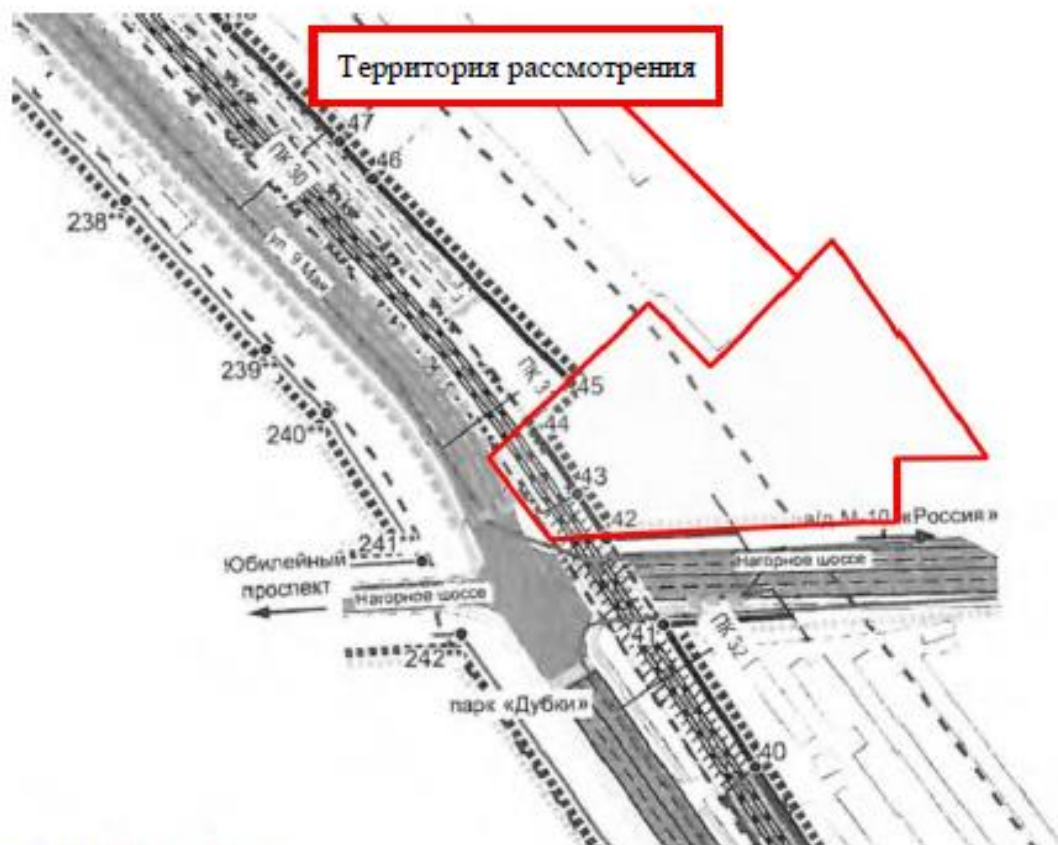 Территория рассмотрения
47
46
ПК 30
238**
ул. 9 Мая
239**
ПК 3
45
44
240**
43
42
а/д М-10 «Россия»
241**
Юбилейный
проспект
Нагорное шоссе
Нагорное шоссе
41
ПК 32
242**
парк «Дубки»
40